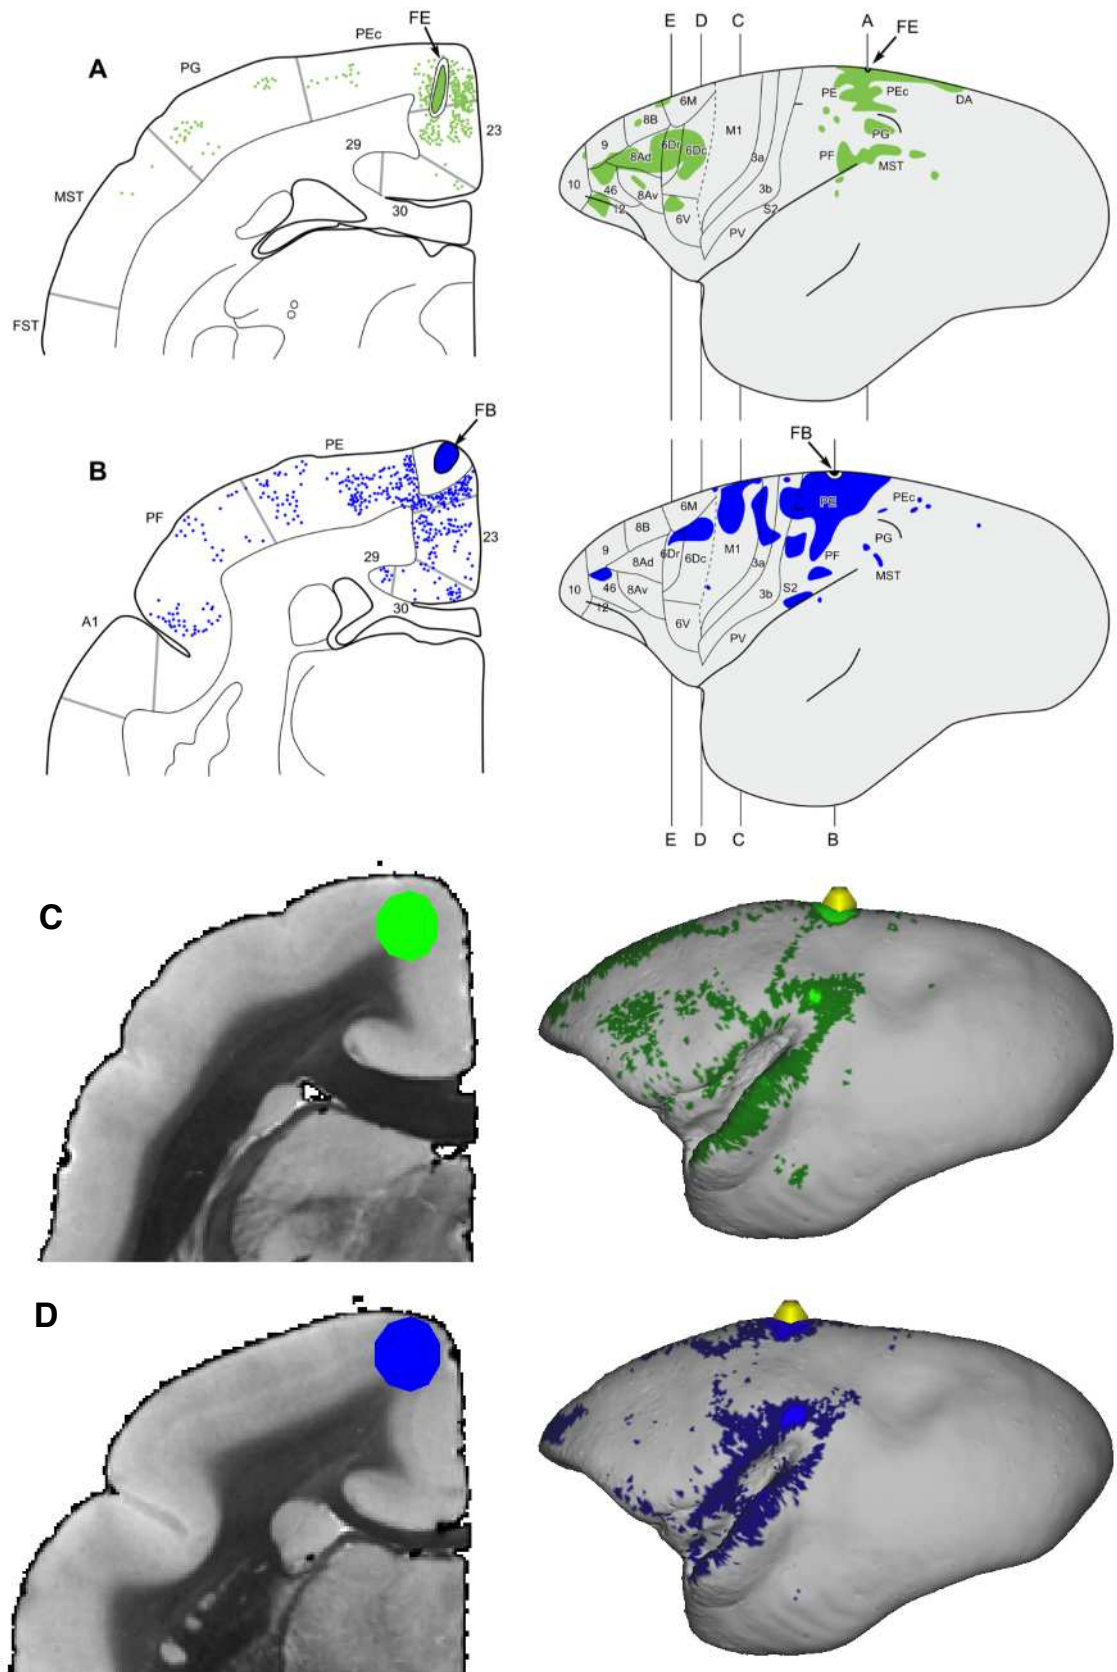 FE
PEc
A
PG
23
29
MST
30
FST
E D C A
FE
6M
PE
PEc
8B
DA
M1
9
6Dr
6Dc
PG
8Ad
3a
PF
MST
10
46
8Av
3b
12
S2
6V
PV
FB
PE
B
PF
23
29
A1
30
FB
PEc
6M
PE
8B
PG
9
6Dr
M1
8Ad
6Dc
3a
PF
MST
10
46
8Av
3b
S2
12
6V
PV
E D C B
C
D